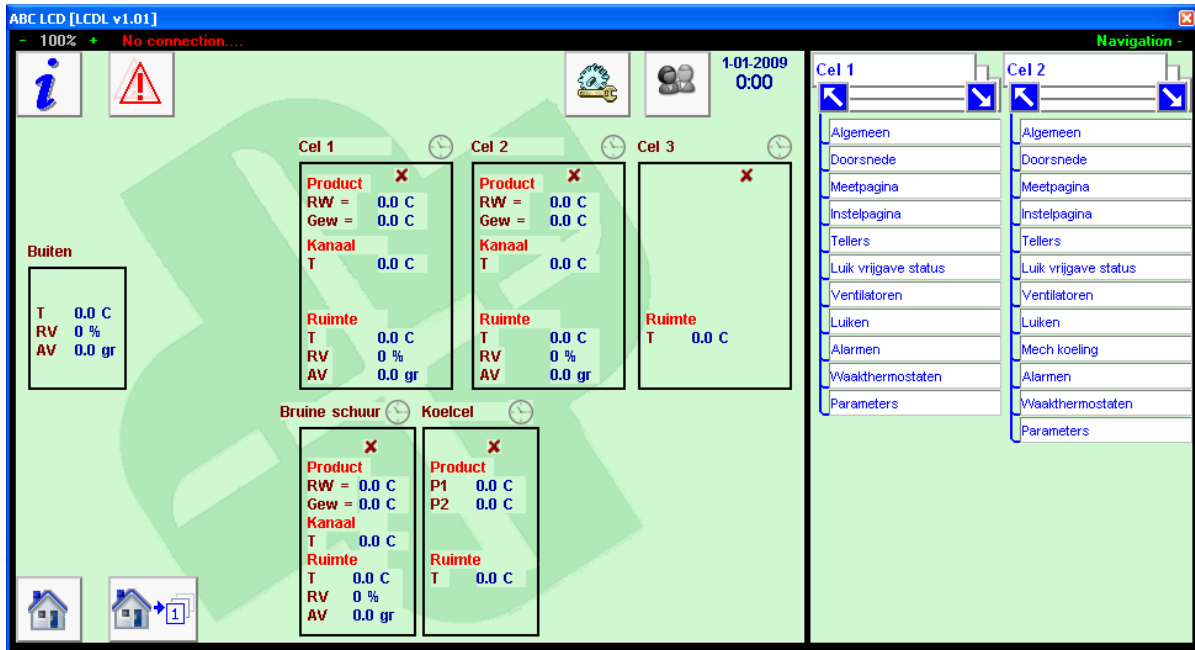 ABC LCD [LCDL v1.01]
- 100% + No connection.... Navigation -
1-01-2009
0:00
Buiten
T 0.0 C
RV 0 %
AV 0.0 gr
Cel 1
Product
RW = 0.0 C
Gew = 0.0 C
Kanaal
T 0.0 C
Ruimte
T 0.0 C
RV 0 %
AV 0.0 gr
Cel 2
Product
RW = 0.0 C
Gew = 0.0 C
Kanaal
T 0.0 C
Ruimte
T 0.0 C
RV 0 %
AV 0.0 gr
Cel 3
Ruimte
T 0.0 C
Bruine schuur
Product
RW = 0.0 C
Gew = 0.0 C
Kanaal
T 0.0 C
Ruimte
T 0.0 C
RV 0 %
AV 0.0 gr
Koelcel
Product
P1 0.0 C
P2 0.0 C
Ruimte
T 0.0 C
1
Cel 1
Algemeen
Doorsnede
Meetpagina
Instelpagina
Tellers
Luik vrijgave status
Ventilatoren
Luiken
Alarmen
Waakthermostaten
Parameters
Cel 2
Algemeen
Doorsnede
Meetpagina
Instelpagina
Tellers
Luik vrijgave status
Ventilatoren
Luiken
Mech koeling
Alarmen
Waakthermostaten
Parameters